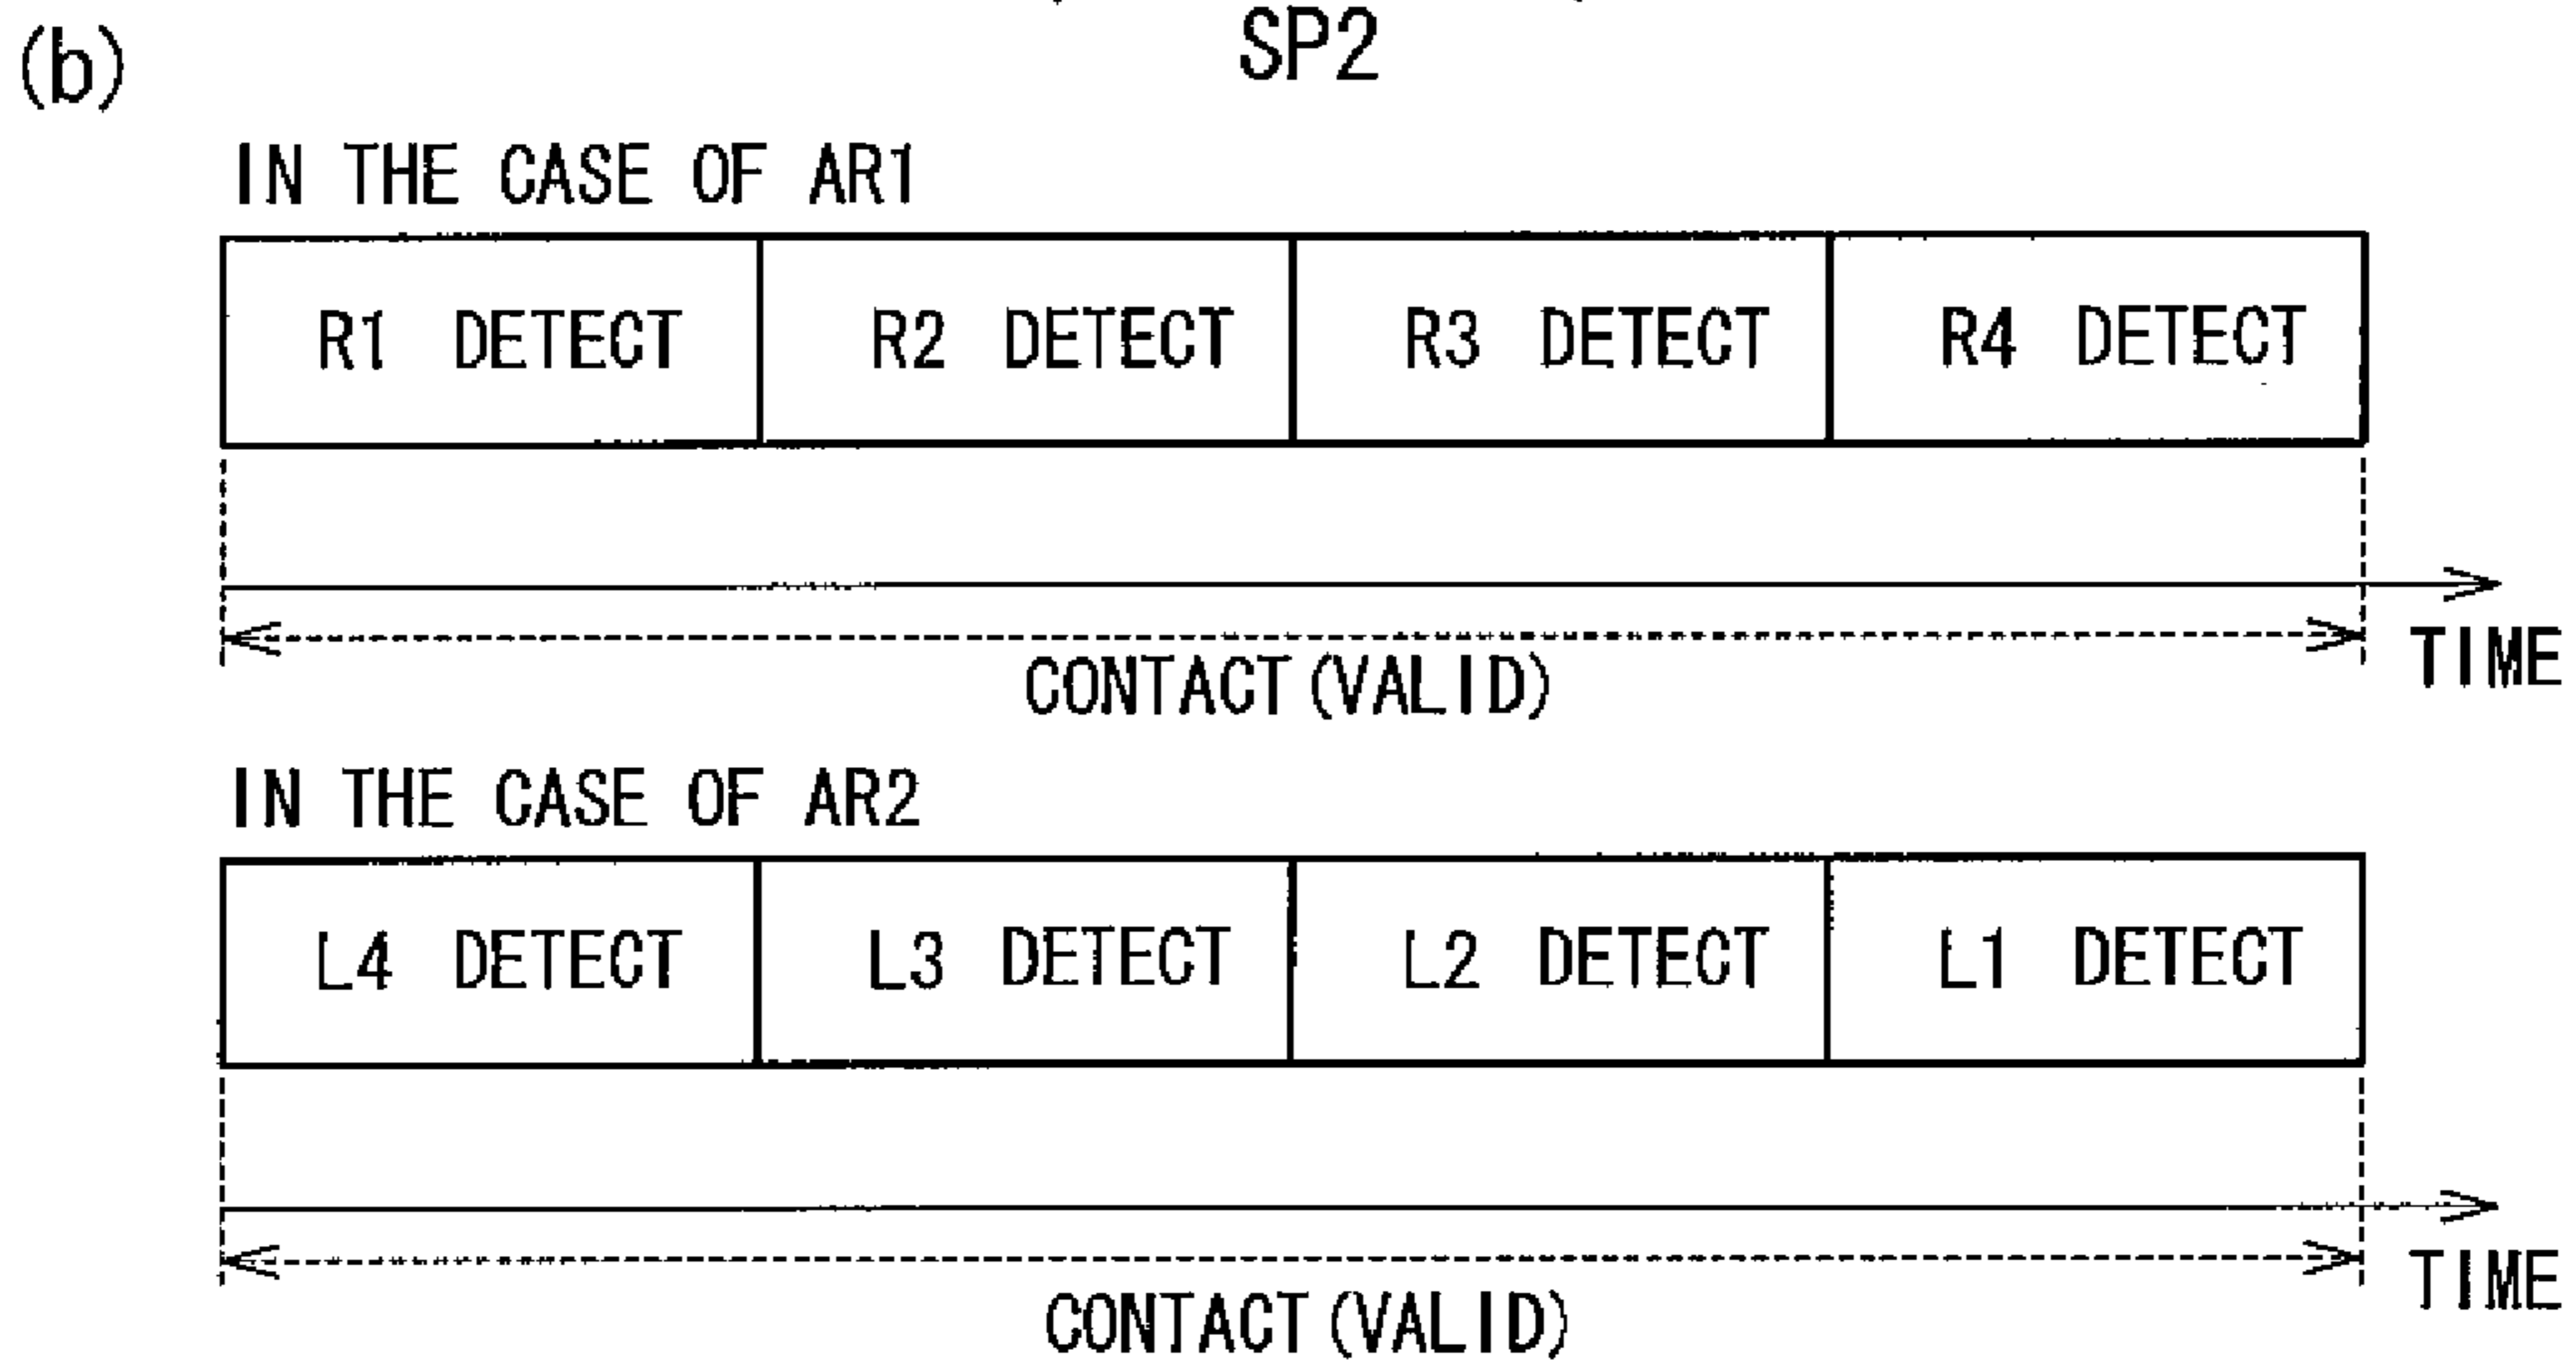 SP2
(b)
IN THE CASE OF AR1
R1 DETECT R2 DETECT R3 DETECT R4 DETECT
TIME
CONTACT(VALID)
IN THE CASE OF AR2
L4 DETECT L3 DETECT L2 DETECT L1 DETECT
TIME
CONTACT(VALID)